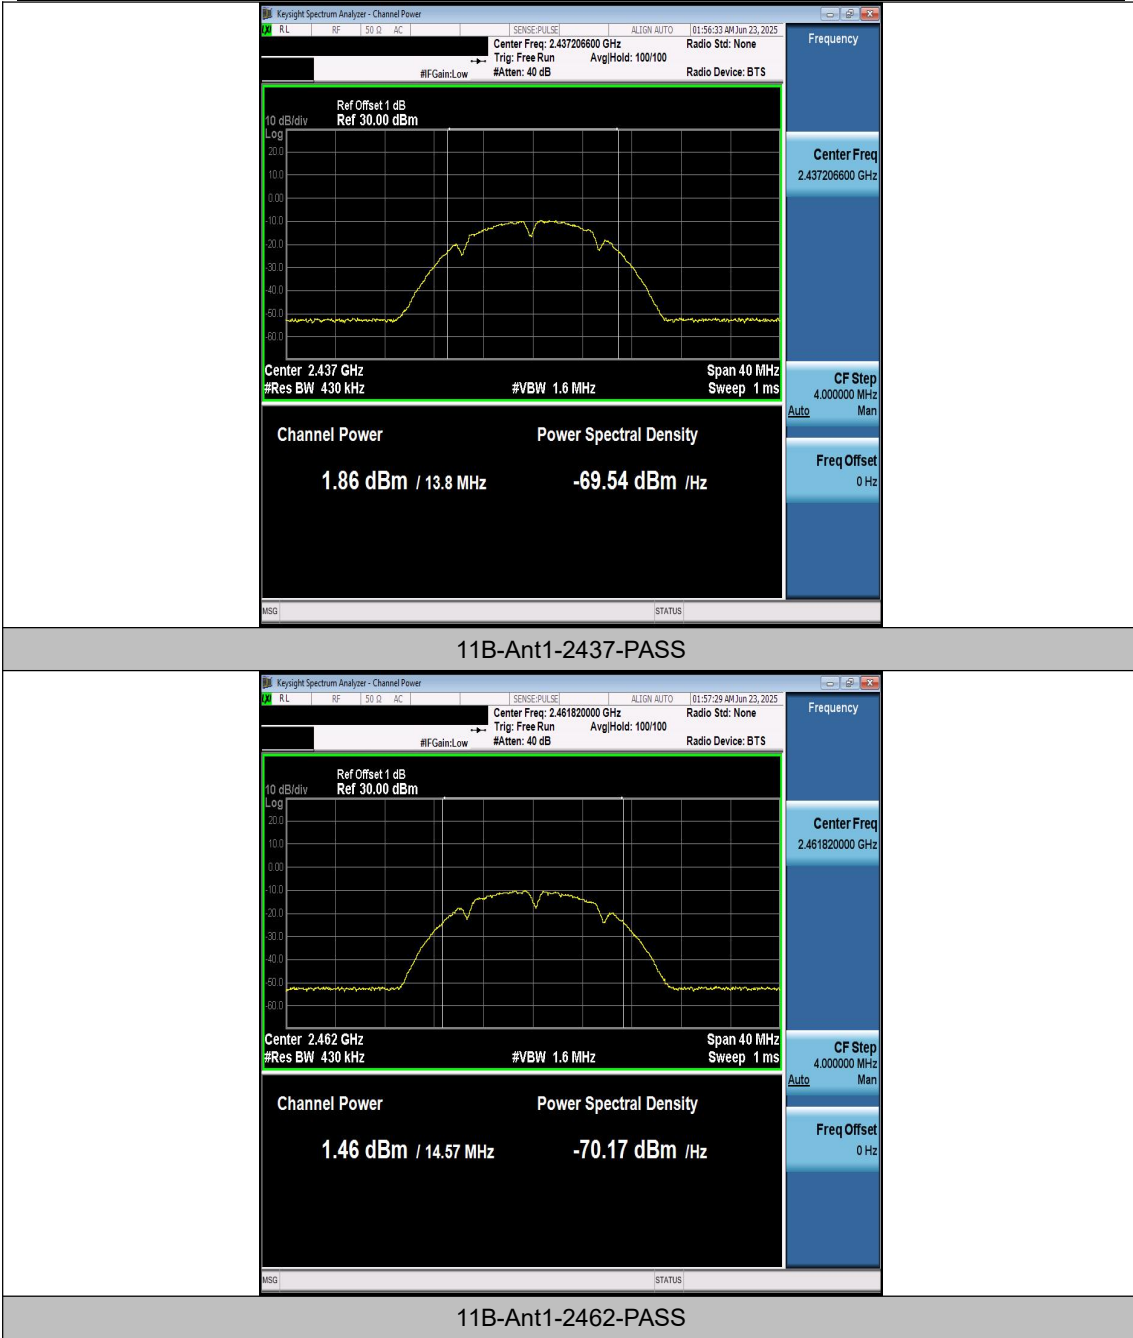 Keysight Spectrum Analyzer - Channel Power
RL RF 50 Ω AC SENSE:PULSE ALIGN AUTO 01:56:33 AM Jun 23, 2025
Center Freq: 2.437206600 GHz Radio Std: None
Trig: Free Run Avg|Hold: 100/100
#IFGain:Low #Atten: 40 dB Radio Device: BTS
Ref Offset 1 dB
10 dB/div Ref 30.00 dBm
Log
20.0
10.0
0.00
-10.0
-20.0
-30.0
-40.0
-50.0
-60.0
Center 2.437 GHz Span 40 MHz
#Res BW 430 kHz #VBW 1.6 MHz Sweep 1 ms
Channel Power Power Spectral Density
1.86 dBm / 13.8 MHz -69.54 dBm /Hz
MSG STATUS
Frequency
Center Freq
2.437206600 GHz
CF Step
4.000000 MHz
Auto Man
Freq Offset
0 Hz
11B-Ant1-2437-PASS
Keysight Spectrum Analyzer - Channel Power
RL RF 50 Ω AC SENSE:PULSE ALIGN AUTO 01:57:29 AM Jun 23, 2025
Center Freq: 2.461820000 GHz Radio Std: None
Trig: Free Run Avg|Hold: 100/100
#IFGain:Low #Atten: 40 dB Radio Device: BTS
Ref Offset 1 dB
10 dB/div Ref 30.00 dBm
Log
20.0
10.0
0.00
-10.0
-20.0
-30.0
-40.0
-50.0
-60.0
Center 2.462 GHz Span 40 MHz
#Res BW 430 kHz #VBW 1.6 MHz Sweep 1 ms
Channel Power Power Spectral Density
1.46 dBm / 14.57 MHz -70.17 dBm /Hz
MSG STATUS
Frequency
Center Freq
2.461820000 GHz
CF Step
4.000000 MHz
Auto Man
Freq Offset
0 Hz
11B-Ant1-2462-PASS